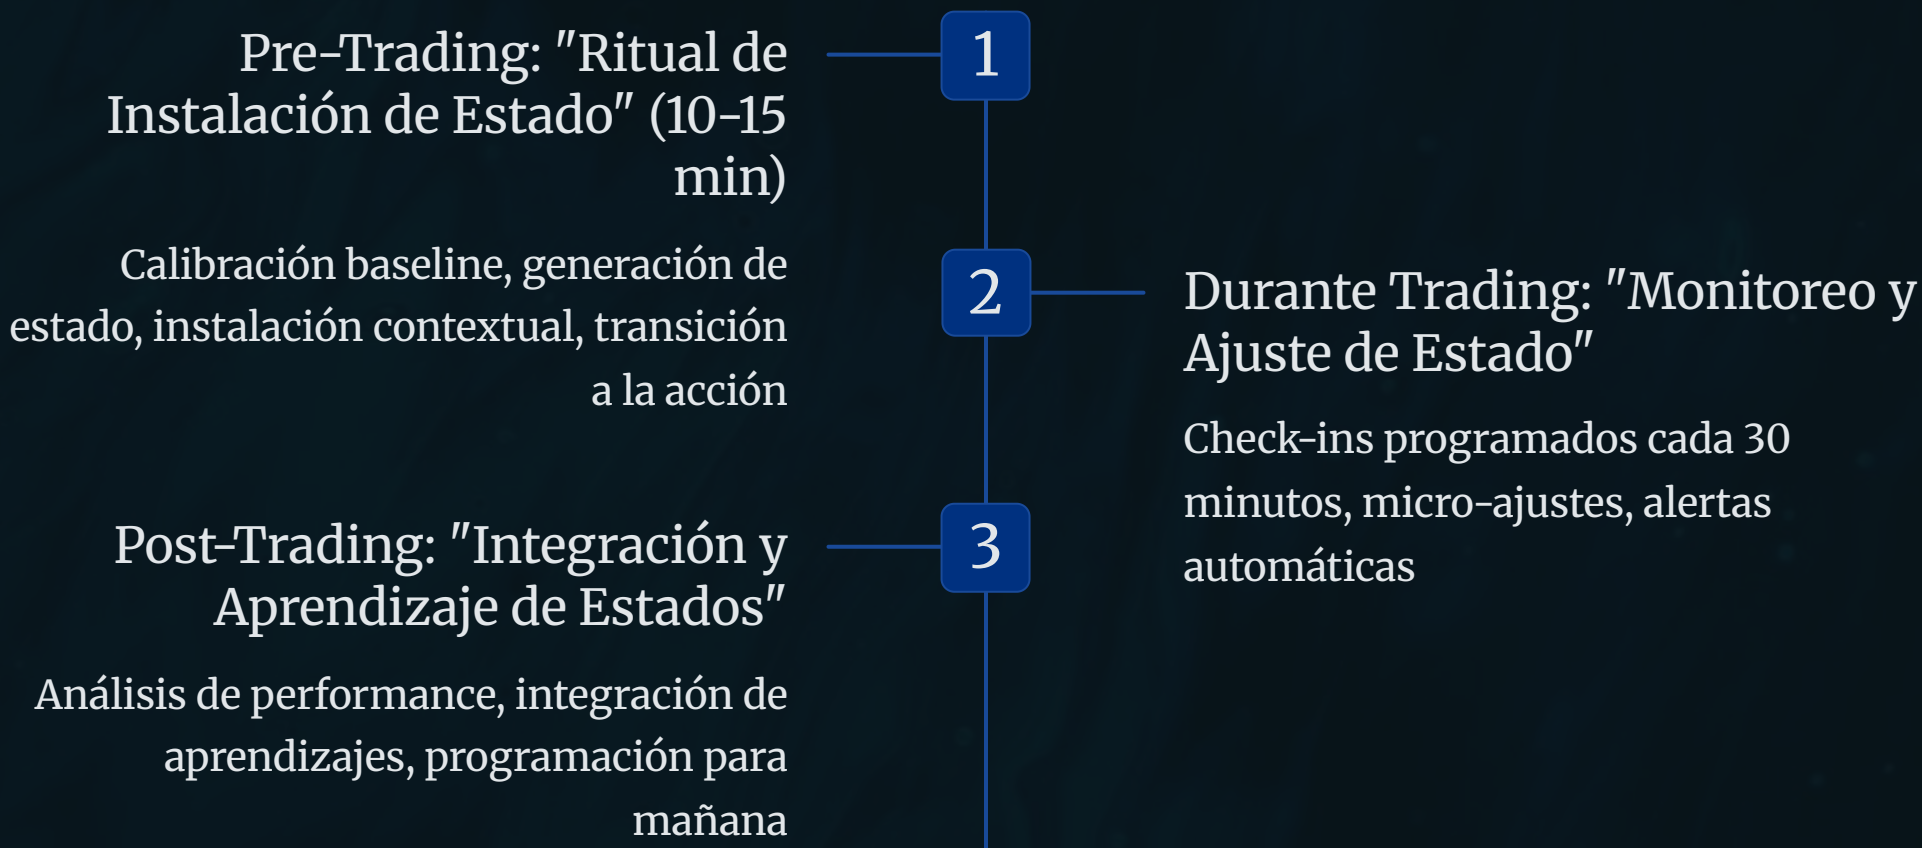 1
Pre-Trading: "Ritual de
Instalación de Estado" (10-15
min)
Calibración baseline, generación de
estado, instalación contextual, transición
a la acción
2
Durante Trading: "Monitoreo y
Ajuste de Estado"
Check-ins programados cada 30
minutos, micro-ajustes, alertas
automáticas
3
Post-Trading: "Integración y
Aprendizaje de Estados"
Análisis de performance, integración de
aprendizajes, programación para
mañana